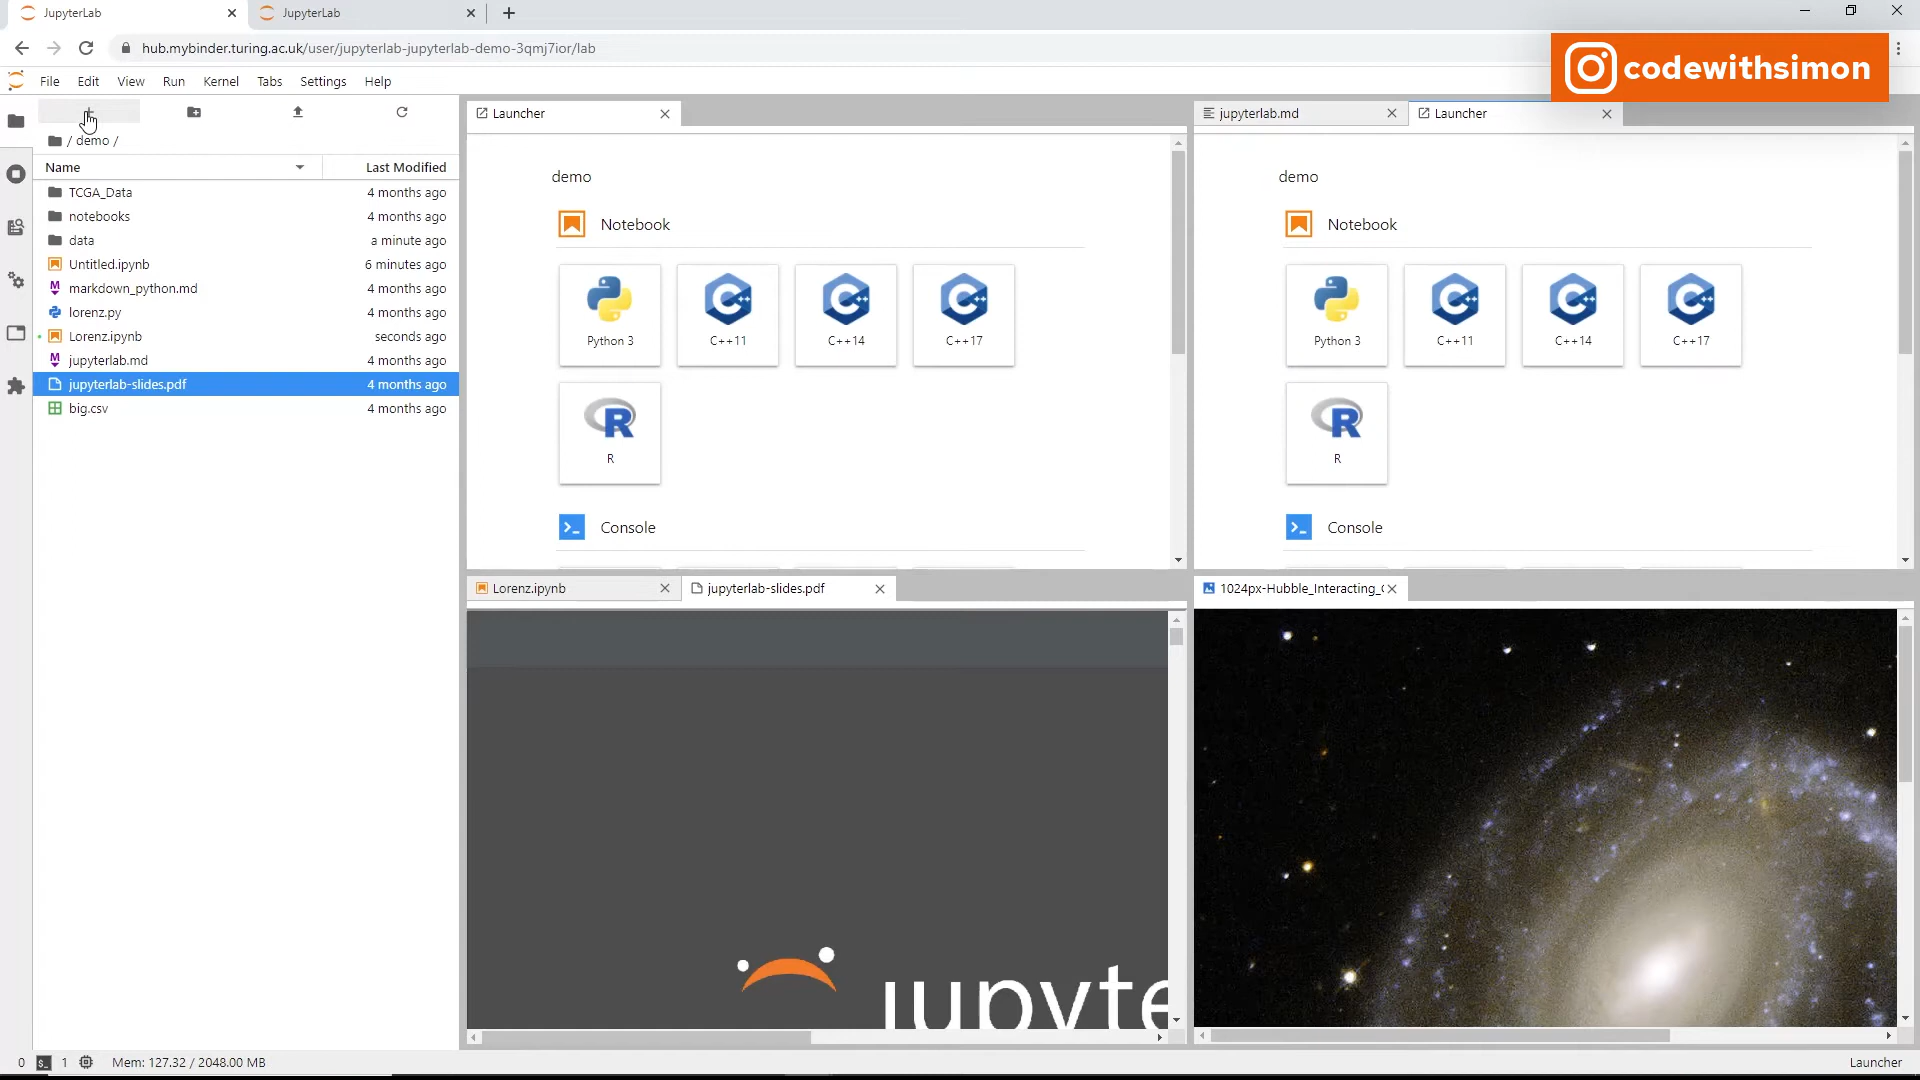 JupyterLab
JupyterLab
hub.mybinder.turing.ac.uk/user/jupyterlab-jupyterlab-demo-3qmj7ior/lab
codewithsimon
File Edit View Run Kernel Tabs Settings Help
/ demo /
Name Last Modified
TCGA_Data 4 months ago
notebooks 4 months ago
data a minute ago
Untitled.ipynb 6 minutes ago
markdown_python.md 4 months ago
lorenz.py 4 months ago
Lorenz.ipynb seconds ago
jupyterlab.md 4 months ago
jupyterlab-slides.pdf 4 months ago
big.csv 4 months ago
Launcher
demo
Notebook
Python 3
C++11
C++14
C++17
R
Console
jupyterlab.md
Launcher
demo
Notebook
Python 3
C++11
C++14
C++17
R
Console
Lorenz.ipynb
jupyterlab-slides.pdf
jupyte
1024px-Hubble_Interacting_
0 1 Mem: 127.32 / 2048.00 MB
Launcher